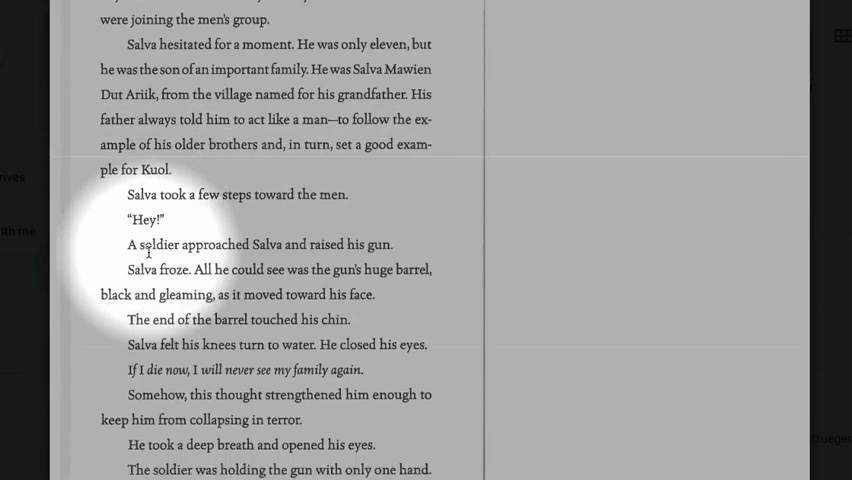 were joining the men's group.
Salva hesitated for a moment. He was only eleven, but
he was the son of an important family. He was Salva Mawien
Dut Ariik, from the village named for his grandfather. His
father always told him to act like a man—to follow the ex-
ample of his older brothers and, in turn, set a good exam-
ple for Kuol.
Salva took a few steps toward the men.
"Hey!"
A soldier approached Salva and raised his gun.
Salva froze. All he could see was the gun's huge barrel,
black and gleaming, as it moved toward his face.
The end of the barrel touched his chin.
Salva felt his knees turn to water. He closed his eyes.
If I die now, I will never see my family again.
Somehow, this thought strengthened him enough to
keep him from collapsing in terror.
He took a deep breath and opened his eyes.
The soldier was holding the gun with only one hand.
rives
ith me
Krueger